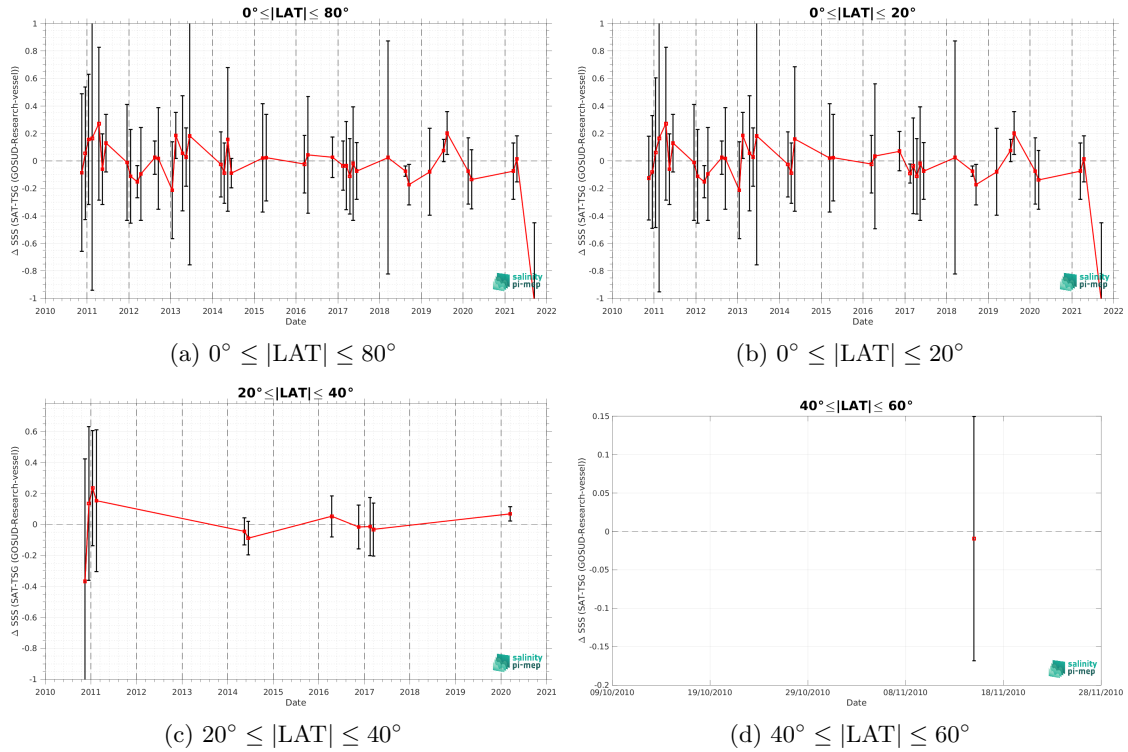 0°≤|LAT|≤ 80°
Δ SSS (SAT-TSG (GOSUD-Research-vessel))
1
0.8
0.6
0.4
0.2
0
-0.2
-0.4
-0.6
-0.8
-1
2010 2011 2012 2013 2014 2015 2016 2017 2018 2019 2020 2021 2022
Date
salinity
pi-mep
(a) 0° ≤ |LAT| ≤ 80°
0°≤|LAT|≤ 20°
Δ SSS (SAT-TSG (GOSUD-Research-vessel))
1
0.8
0.6
0.4
0.2
0
-0.2
-0.4
-0.6
-0.8
-1
2010 2011 2012 2013 2014 2015 2016 2017 2018 2019 2020 2021 2022
Date
salinity
pi-mep
(b) 0° ≤ |LAT| ≤ 20°
20°≤|LAT|≤ 40°
Δ SSS (SAT-TSG (GOSUD-Research-vessel))
0.6
0.4
0.2
0
-0.2
-0.4
-0.6
-0.8
-1
2010 2011 2012 2013 2014 2015 2016 2017 2018 2019 2020 2021
Date
salinity
pi-mep
(c) 20° ≤ |LAT| ≤ 40°
40°≤|LAT|≤ 60°
Δ SSS (SAT-TSG (GOSUD-Research-vessel))
0.15
0.1
0.05
0
-0.05
-0.1
-0.15
-0.2
09/10/2010 19/10/2010 29/10/2010 08/11/2010 18/11/2010 28/11/2010
Date
salinity
pi-mep
(d) 40° ≤ |LAT| ≤ 60°